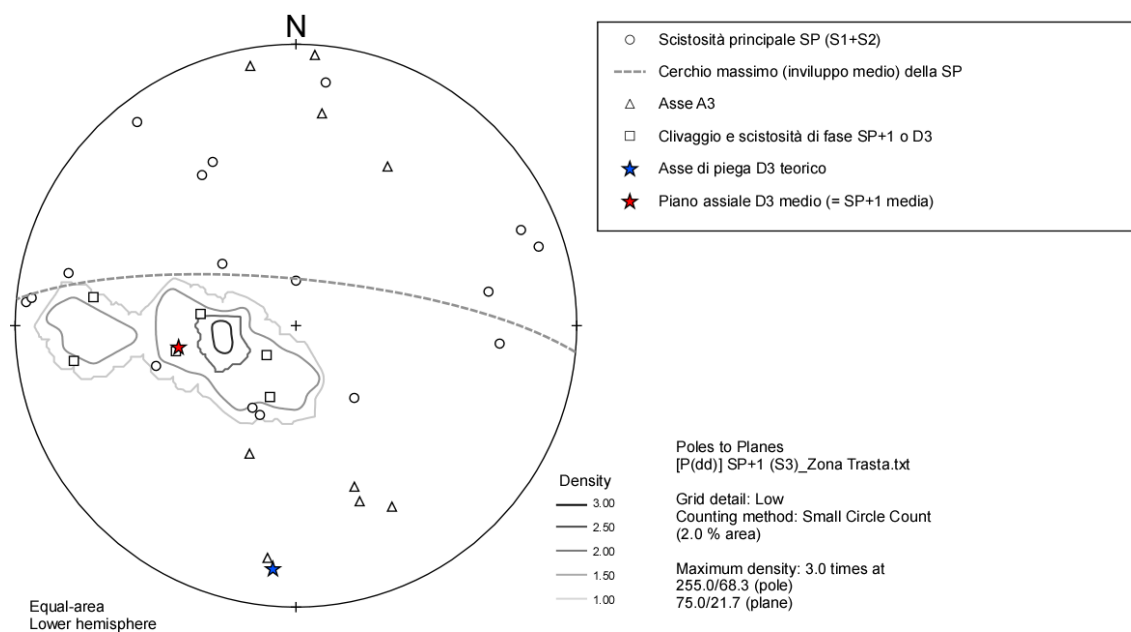 N
Scistosità principale SP (S1+S2)
Cerchio massimo (inviluppo medio) della SP
Asse A3
Clivaggio e scistosità di fase SP+1 o D3
Asse di piega D3 teorico
Piano assiale D3 medio (= SP+1 media)
Equal-area
Lower hemisphere
Density
3.00
2.50
2.00
1.50
1.00
Poles to Planes
[P(dd)] SP+1 (S3)_Zona Trasta.txt
Grid detail: Low
Counting method: Small Circle Count
(2.0 % area)
Maximum density: 3.0 times at
255.0/68.3 (pole)
75.0/21.7 (plane)